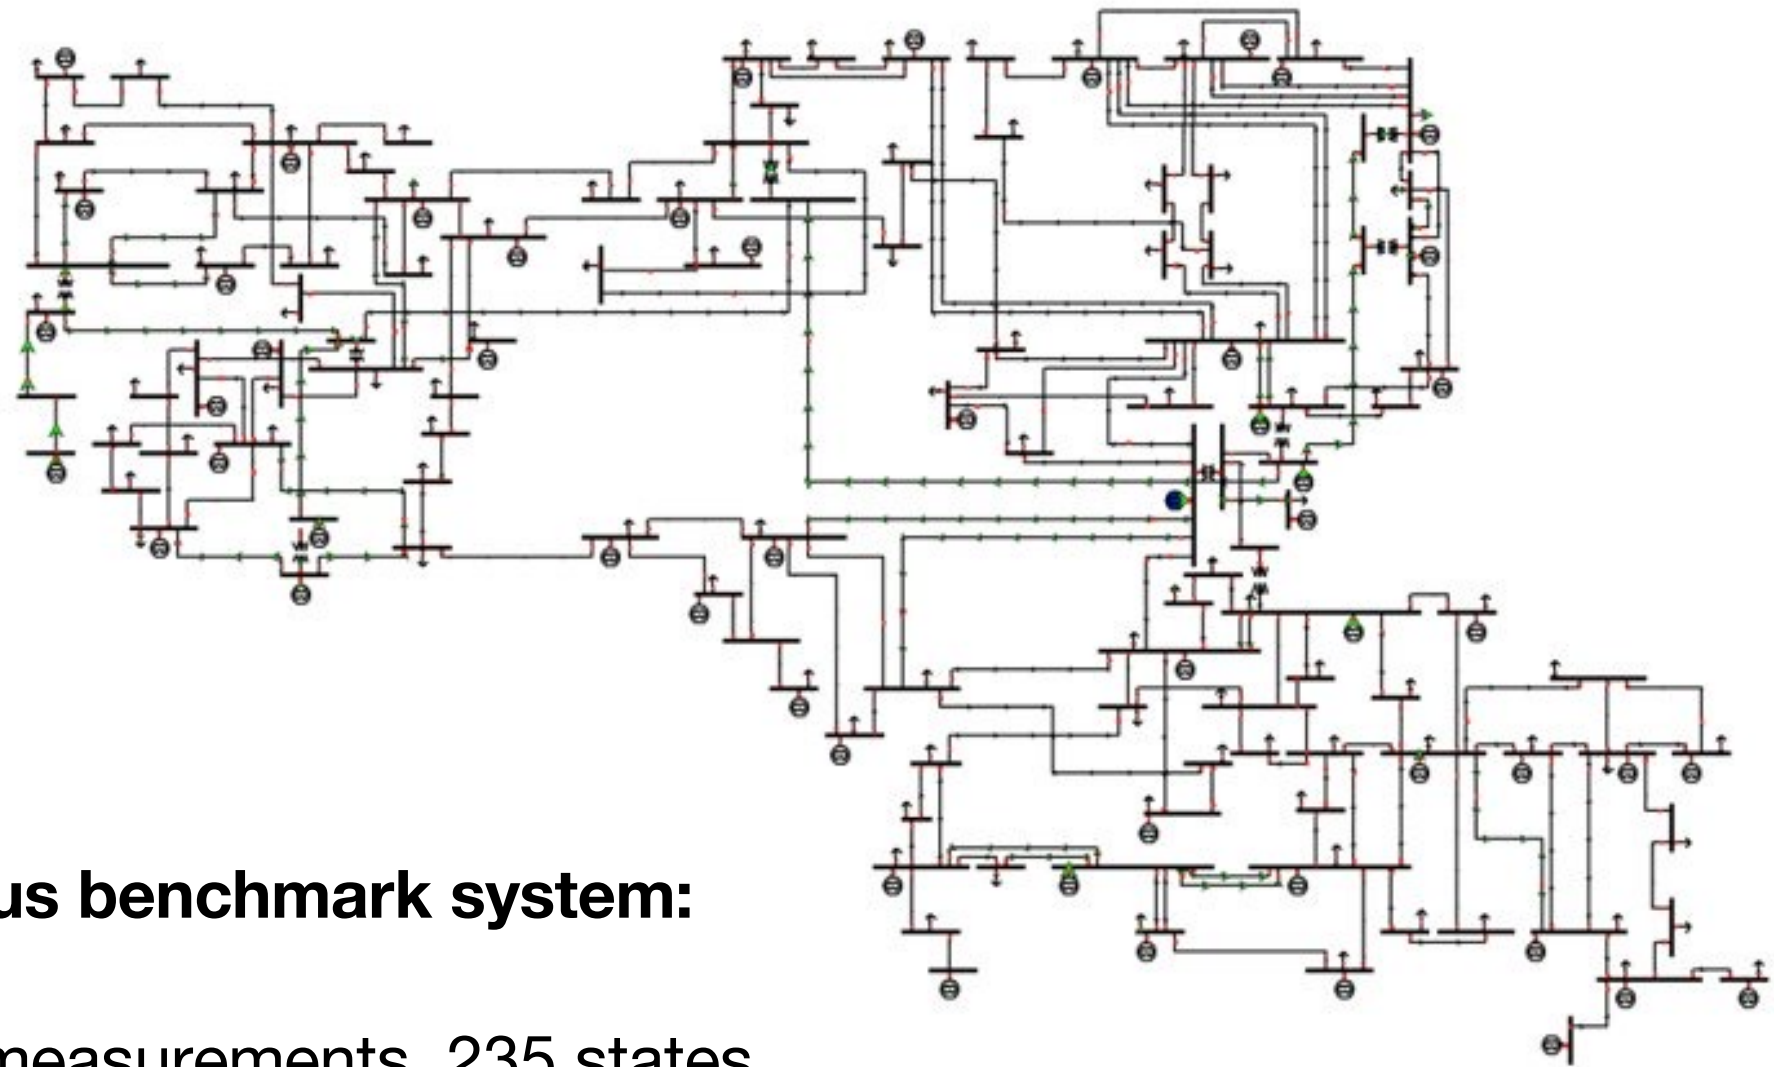 us benchmark system:
measurements, 235 states